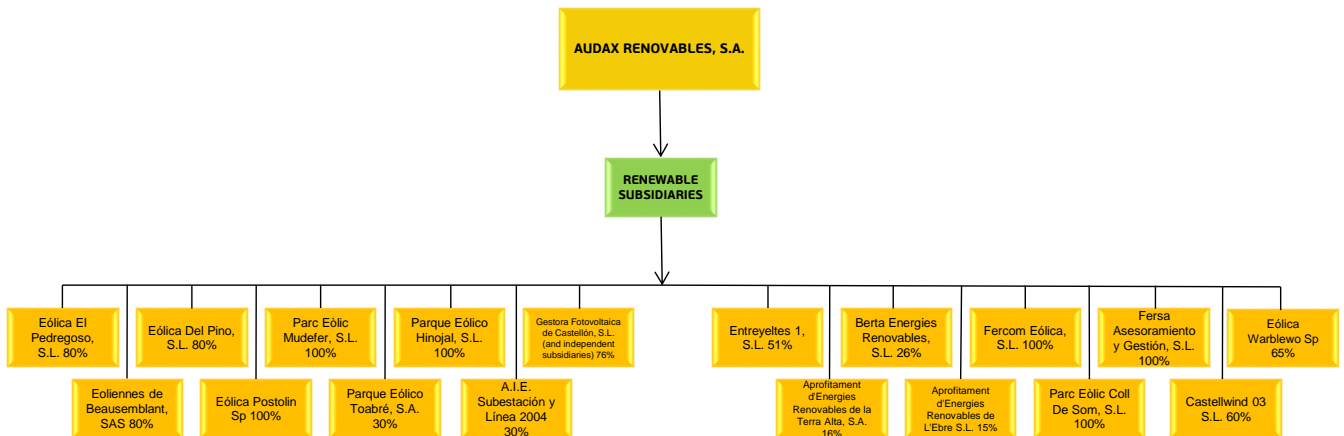 AUDAX RENOVABLES, S.A.
RENEWABLE
SUBSIDIARIES
Eólica El
Pedregoso,
S.L. 80%
Eólica Del Pino,
S.L. 80%
Parc Eòlic
Mudefer, S.L.
100%
Parque Eólico
Hinojal, S.L.
100%
Gestora Fotovoltaica
de Castellón, S.L.
(and independent
subsidiaries) 76%
Entreyeltes 1,
S.L. 51%
Berta Energies
Renovables,
S.L. 26%
Fercom Eólica,
S.L. 100%
Fersa
Asesoramiento
y Gestión, S.L.
100%
Eólica
Warblewo Sp
65%
Eoliennes de
Beausemblant,
SAS 80%
Eólica Postolin
Sp 100%
Parque Eólico
Toabré, S.A.
30%
A.I.E.
Subestación y
Línea 2004
30%
Aprofitament
d'Energies
Renovables de la
Terra Alta, S.A.
16%
Aprofitament
d'Energies
Renovables de
L'Ebre S.L. 15%
Parc Eòlic Coll
De Som, S.L.
100%
Castellwind 03
S.L. 60%